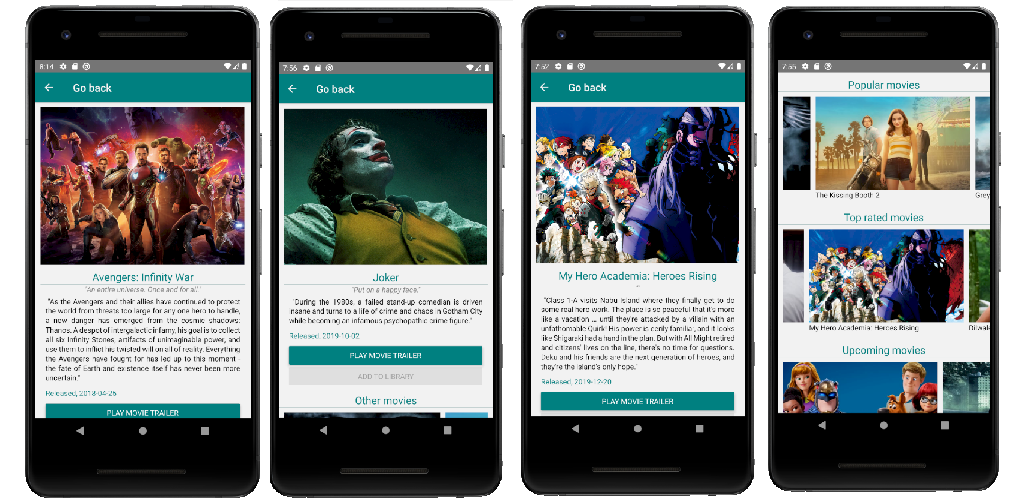 8:14
Go back
Avengers: Infinity War
"An entire universe. Once and for all."
"As the Avengers and their allies have continued to protect
the world from threats too large for any one hero to handle,
a new danger has emerged from the cosmic shadows:
Thanos. A despot of intergalactic infamy, his goal is to collect
all six Infinity Stones, artifacts of unimaginable power, and
use them to inflict his twisted will on all of reality. Everything
the Avengers have fought for has led up to this moment -
the fate of Earth and existence itself has never been more
uncertain."
Released, 2018-04-25
PLAY MOVIE TRAILER
7:56
Go back
Joker
"Put on a happy face."
"During the 1980s, a failed stand-up comedian is driven
insane and turns to a life of crime and chaos in Gotham City
while becoming an infamous psychopathic crime figure."
Released, 2019-10-02
PLAY MOVIE TRAILER
ADD TO LIBRARY
Other movies
7:52
Go back
My Hero Academia: Heroes Rising
""
"Class 1-A visits Nabu Island where they finally get to do
some real hero work. The place is so peaceful that it's more
like a vacation … until they're attacked by a villain with an
unfathomable Quirk! His power is eerily familiar, and it looks
like Shigaraki had a hand in the plan. But with All Might retired
and citizens' lives on the line, there's no time for questions.
Deku and his friends are the next generation of heroes, and
they're the island's only hope."
Released, 2019-12-20
PLAY MOVIE TRAILER
7:55
Popular movies
The Kissing Booth 2
Grey
Top rated movies
My Hero Academia: Heroes Rising
Dilwale
Upcoming movies